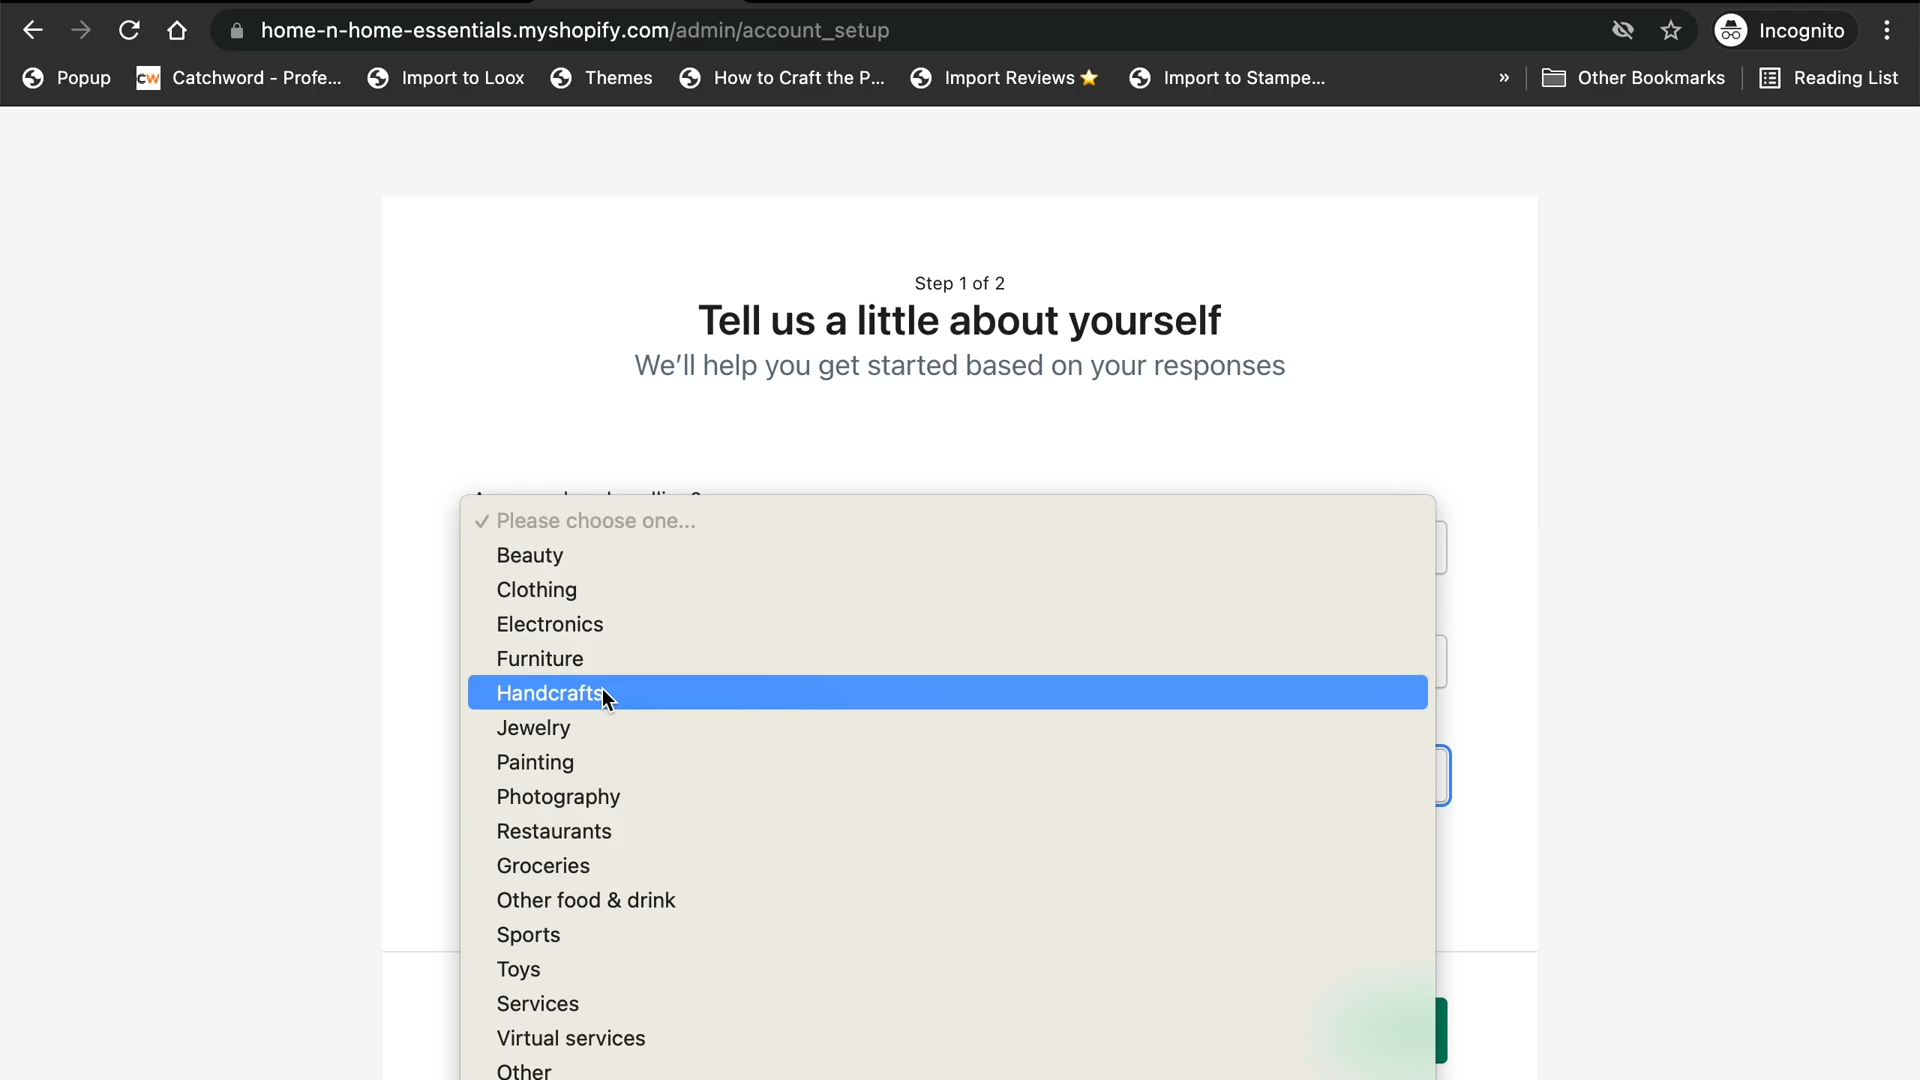 home-n-home-essentials.myshopify.com/admin/account_setup
Incognito
Popup
CW
Catchword - Profe...
Import to Loox
Themes
How to Craft the P...
Import Reviews⭐
Import to Stampe...
»
Other Bookmarks
Reading List
Step 1 of 2
Tell us a little about yourself
We’ll help you get started based on your responses
✓ Please choose one...
Beauty
Clothing
Electronics
Furniture
Handcrafts
Jewelry
Painting
Photography
Restaurants
Groceries
Other food & drink
Sports
Toys
Services
Virtual services
Other